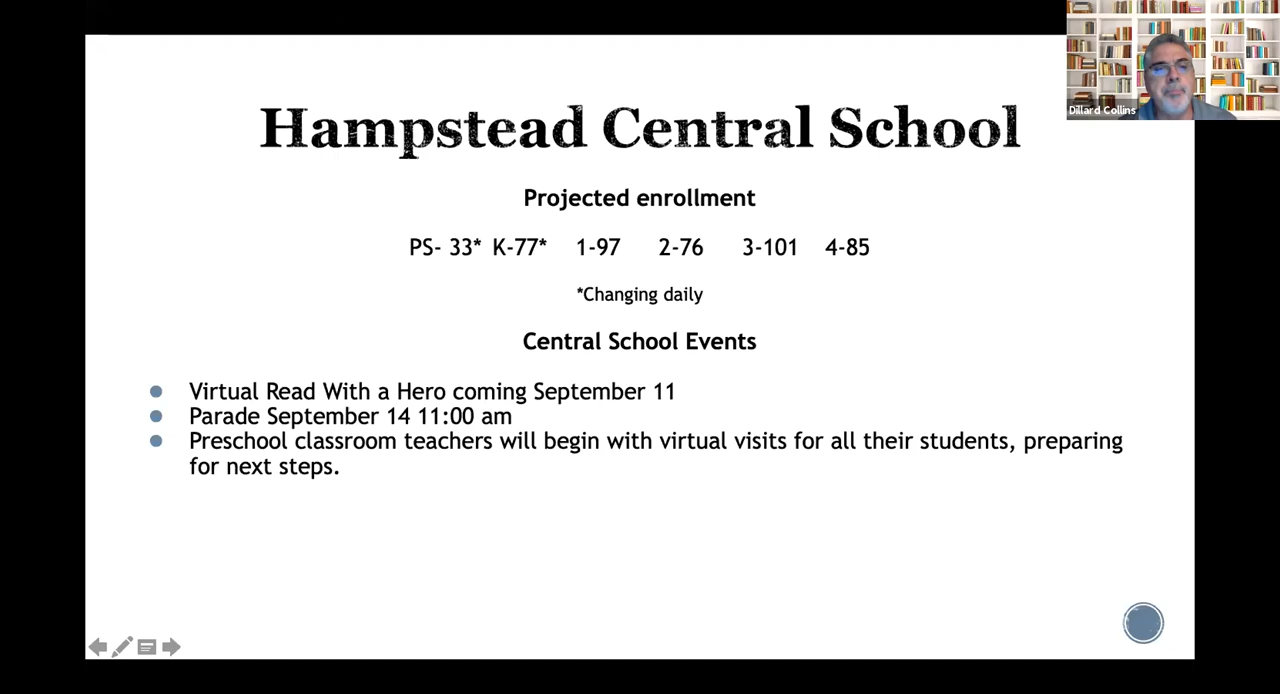 Dillard Collins
Hampstead Central School
Projected enrollment
PS- 33* K-77* 1-97 2-76 3-101 4-85
*Changing daily
Central School Events
Virtual Read With a Hero coming September 11
Parade September 14 11:00 am
Preschool classroom teachers will begin with virtual visits for all their students, preparing
for next steps.